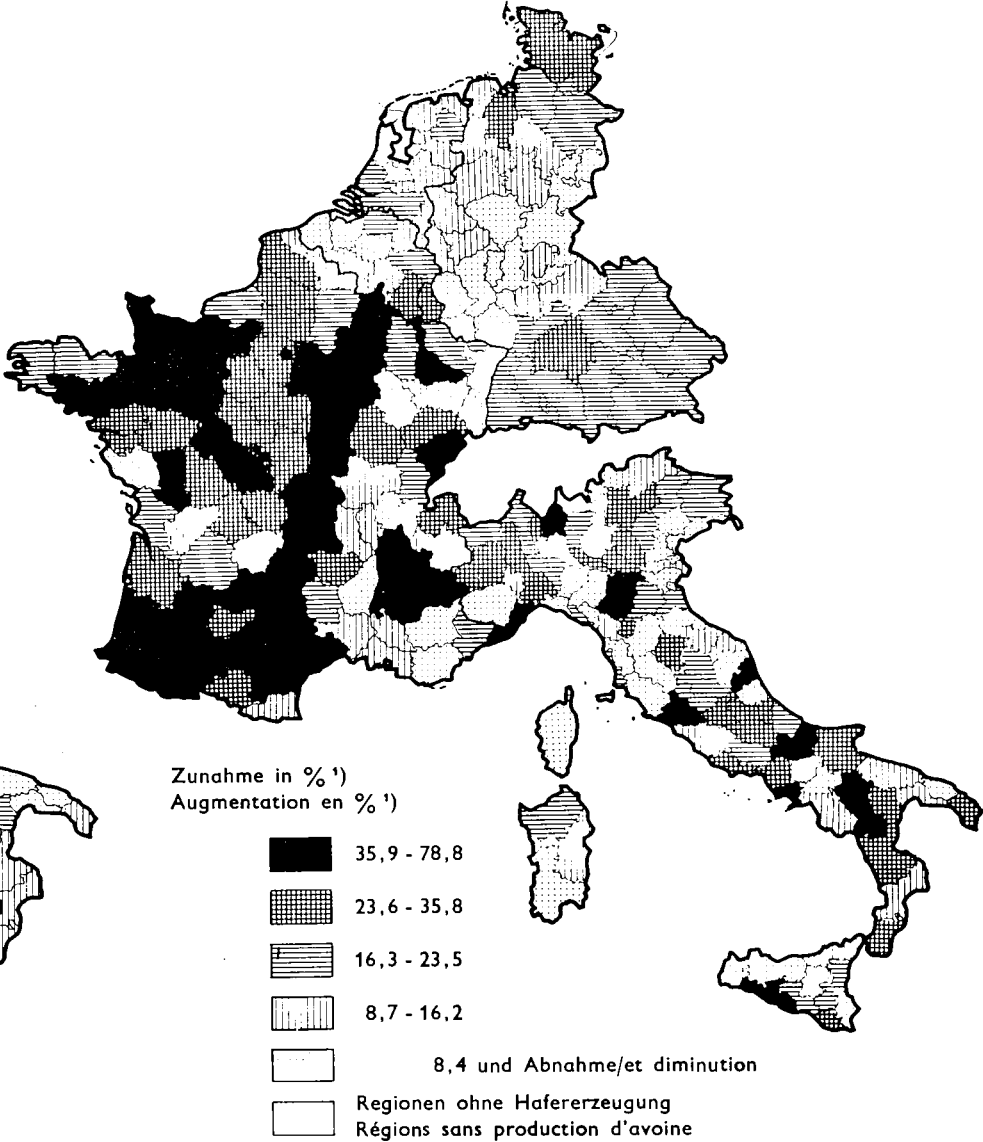 Zunahme in % ¹)
Augmentation en % ¹)
35,9 - 78,8
23,6 - 35,8
16,3 - 23,5
8,7 - 16,2
8,4 und Abnahme/et diminution
Regionen ohne Hafererzeugung
Régions sans production d'avoine